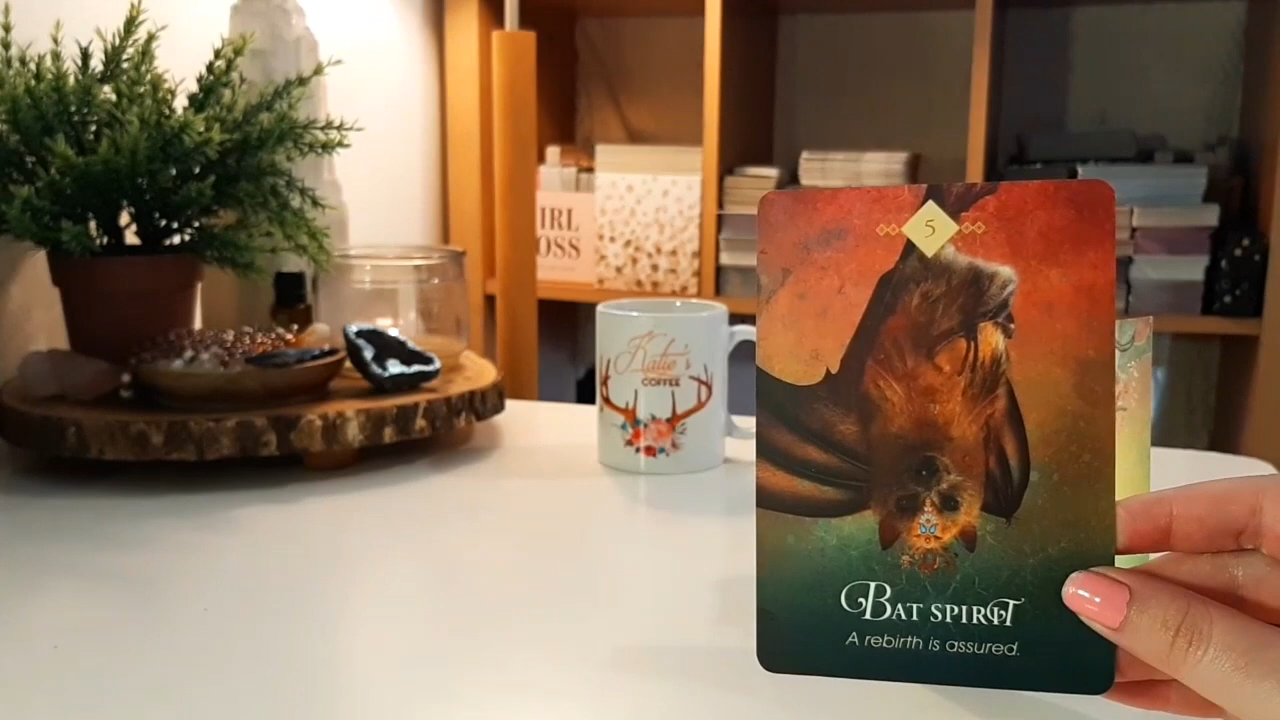 IRL
OSS
Katie's
COFFEE
5
BAT SPIRIT
A rebirth is assured.